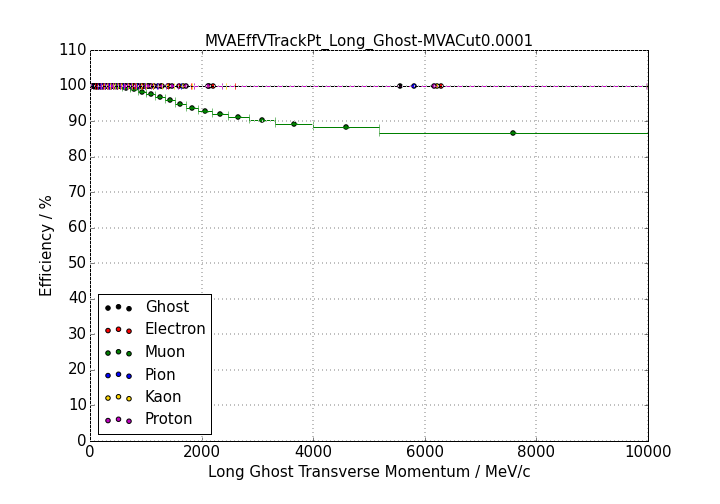 MVAEffVTrackPt_Long_Ghost-MVACut0.0001
110
100
90
80
70
60
50
40
30
20
10
0
Efficiency / %
Ghost
Electron
Muon
Pion
Kaon
Proton
0 2000 4000 6000 8000 10000
Long Ghost Transverse Momentum / MeV/c